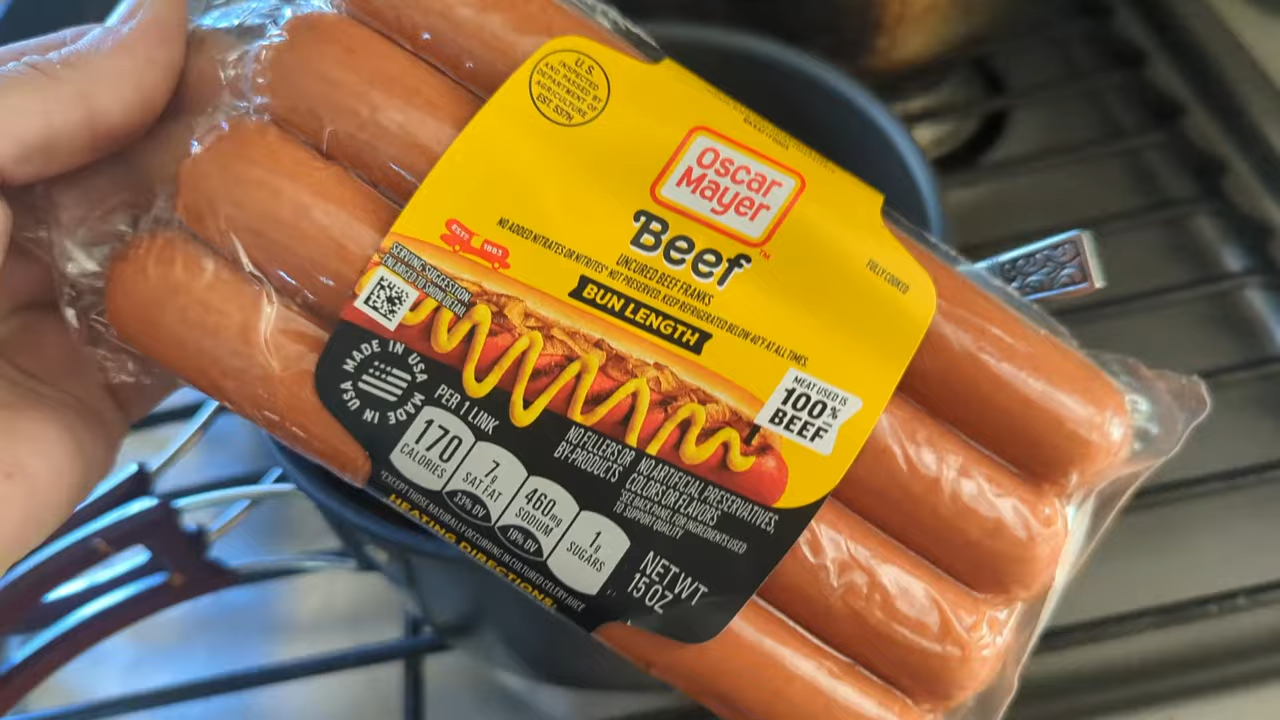 U.S.
INSPECTED
AND PASSED BY
DEPARTMENT OF
AGRICULTURE
EST. 537H
Oscar
Mayer
Beef™
UNCURED BEEF FRANKS
NO ADDED NITRATES OR NITRITES* NOT PRESERVED. KEEP REFRIGERATED BELOW 40°F AT ALL TIMES.
BUN LENGTH
FULLY COOKED
ESTD 1883
SERVING SUGGESTION.
ENLARGED TO SHOW DETAIL.
MEAT USED IS
100%
BEEF
MADE IN USA MADE IN USA
PER 1 LINK
170
CALORIES
7g
SAT FAT
33% DV
460mg
SODIUM
19% DV
1g
SUGARS
NO FILLERS OR
BY-PRODUCTS
NO ARTIFICIAL PRESERVATIVES,
COLORS OR FLAVORS
SEE BACK PANEL FOR INGREDIENTS USED
TO SUPPORT QUALITY
NET WT
15 OZ
*EXCEPT THOSE NATURALLY OCCURRING IN CULTURED CELERY JUICE
HEATING DIRECTIONS: